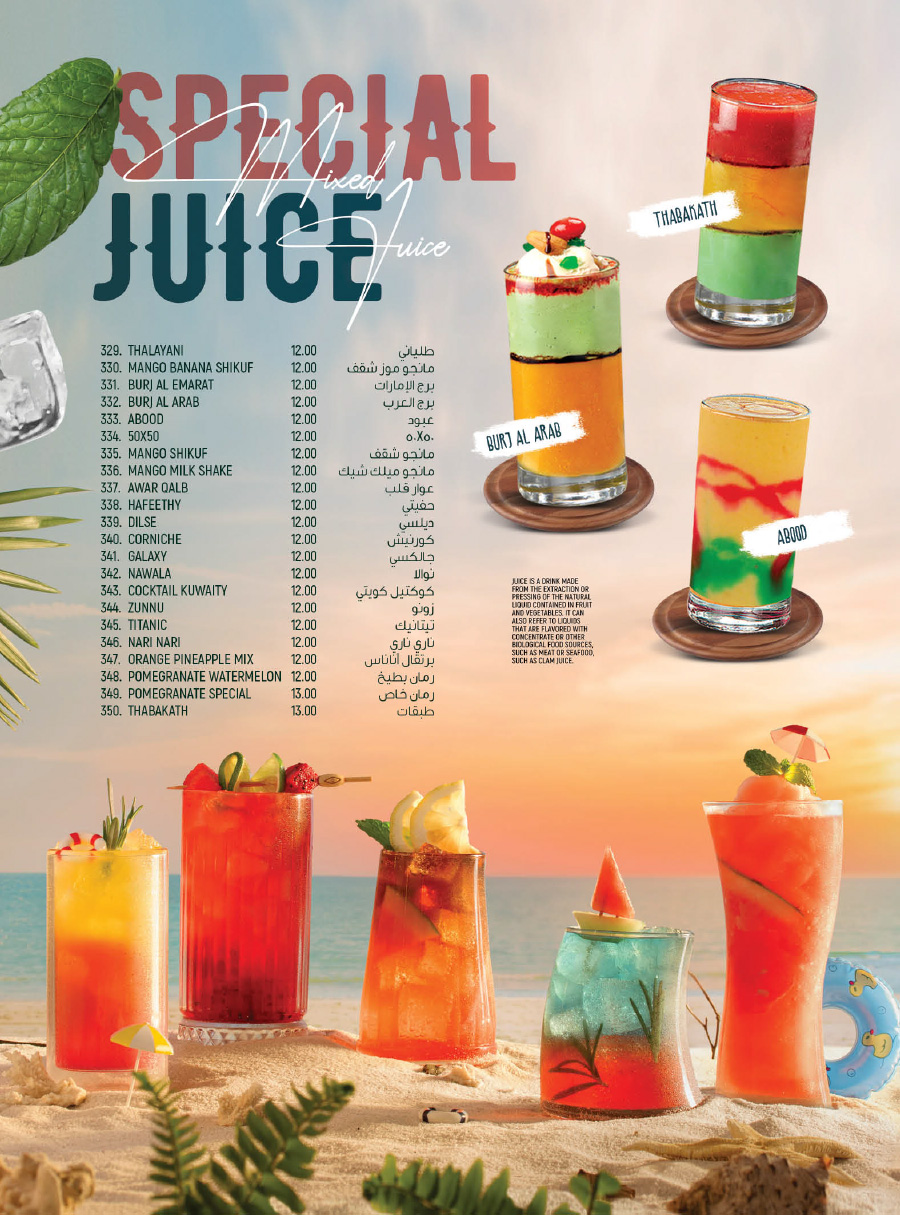 SPECIAL
Mixed
JUICE
Juice
329. THALAYANI 12.00 طلياني
330. MANGO BANANA SHIKUF 12.00 مانجو موز شقف
331. BURJ AL EMARAT 12.00 برج الإمارات
332. BURJ AL ARAB 12.00 برج العرب
333. ABOOD 12.00 عبود
334. 50X50 12.00 ٥٠X٥٠
335. MANGO SHIKUF 12.00 مانجو شقف
336. MANGO MILK SHAKE 12.00 مانجو ميلك شيك
337. AWAR QALB 12.00 عوار قلب
338. HAFEETHY 12.00 حفيتي
339. DILSE 12.00 ديلسي
340. CORNICHE 12.00 كورنيش
341. GALAXY 12.00 جالكسي
342. NAWALA 12.00 نوالا
343. COCKTAIL KUWAITY 12.00 كوكتيل كويتي
344. ZUNNU 12.00 زونو
345. TITANIC 12.00 تيتانيك
346. NARI NARI 12.00 ناري ناري
347. ORANGE PINEAPPLE MIX 12.00 برتقال اناناس
348. POMEGRANATE WATERMELON 12.00 رمان بطيخ
349. POMEGRANATE SPECIAL 13.00 رمان خاص
350. THABAKATH 13.00 طبقات
THABAKATH
BURJ AL ARAB
ABOOD
JUICE IS A DRINK MADE
FROM THE EXTRACTION OR
PRESSING OF THE NATURAL
LIQUID CONTAINED IN FRUIT
AND VEGETABLES. IT CAN
ALSO REFER TO LIQUIDS
THAT ARE FLAVORED WITH
CONCENTRATE OR OTHER
BIOLOGICAL FOOD SOURCES,
SUCH AS MEAT OR SEAFOOD,
SUCH AS CLAM JUICE.